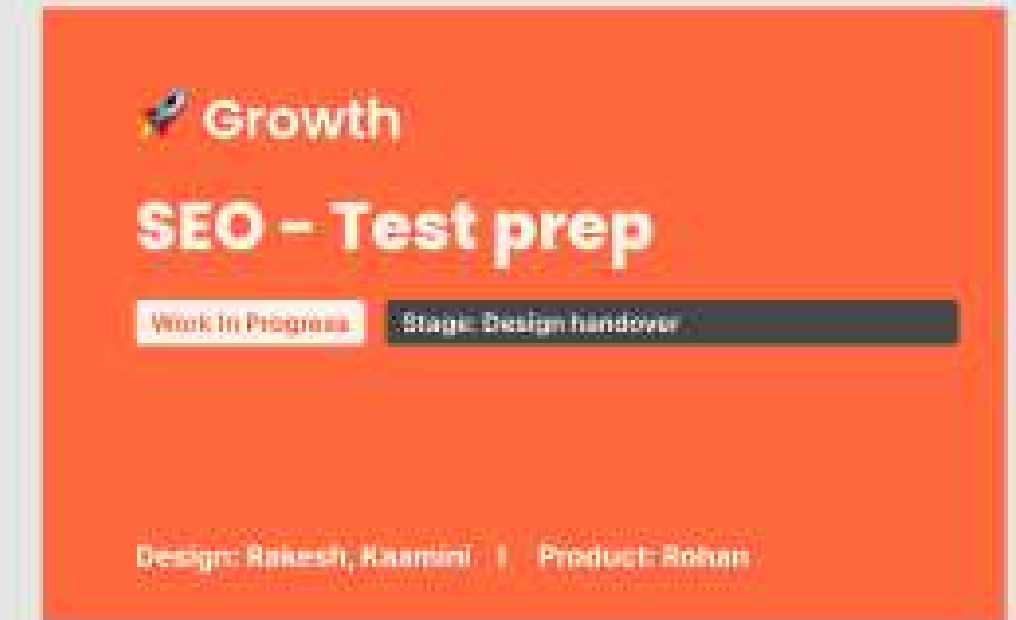 🚀 Growth
SEO - Test prep
Work In Progress Stage: Design handover
Design: Rakesh, Kaamini | Product: Rohan